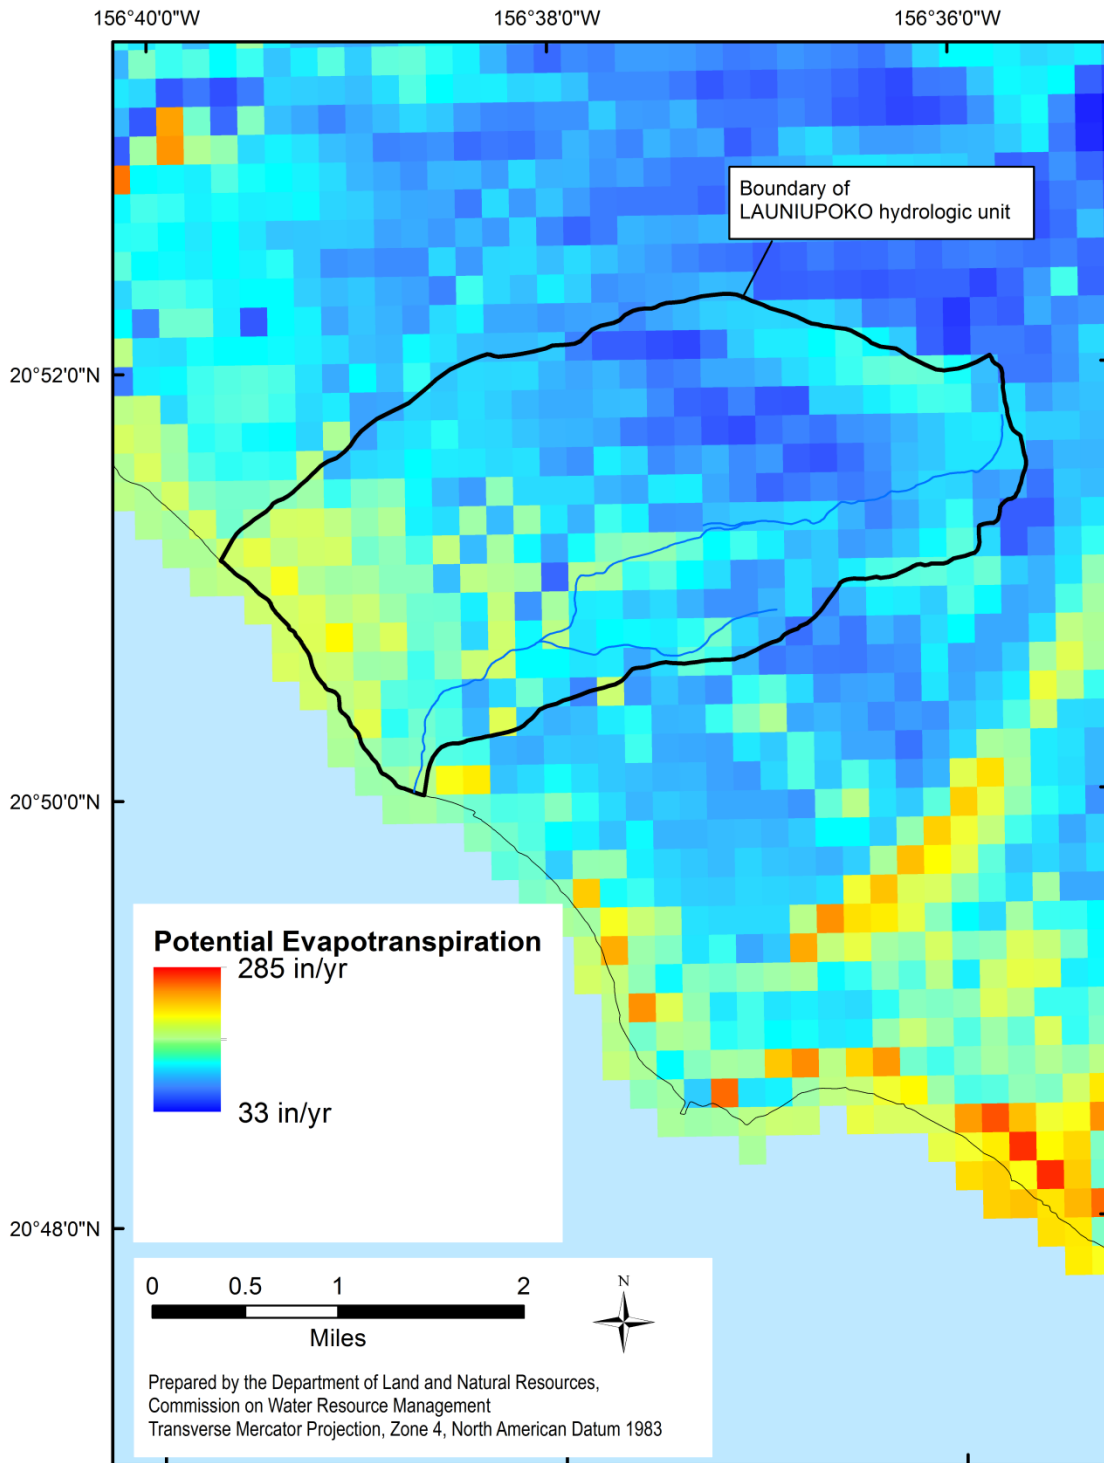 156°40'0"W 156°38'0"W 156°36'0"W
Boundary of
LAUNIUPOKO hydrologic unit
20°52'0"N
20°50'0"N
Potential Evapotranspiration
285 in/yr
33 in/yr
20°48'0"N
0 0.5 1 2
Miles
N
Prepared by the Department of Land and Natural Resources,
Commission on Water Resource Management
Transverse Mercator Projection, Zone 4, North American Datum 1983